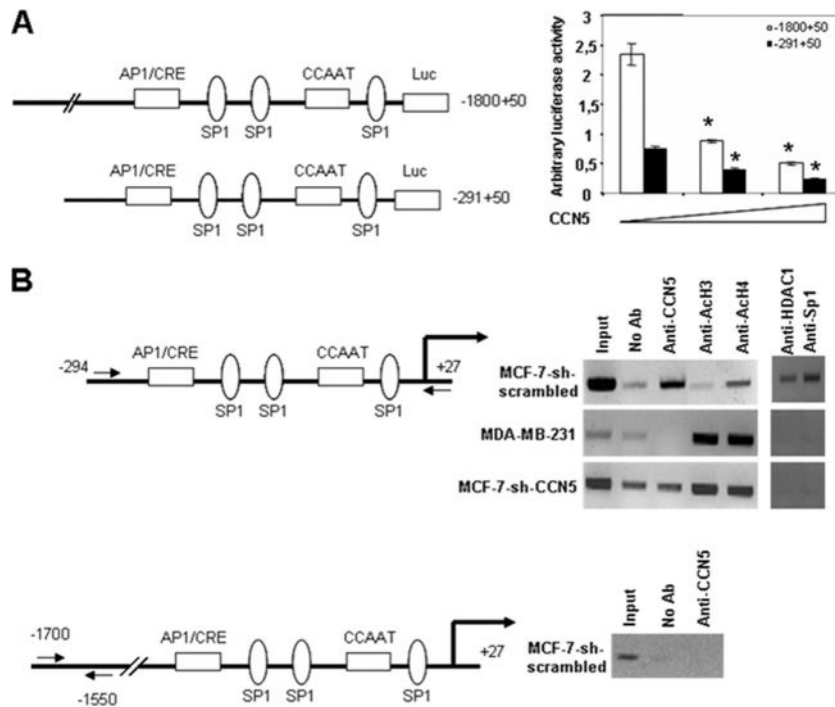 A
AP1/CRE
CCAAT
Luc
SP1 SP1 SP1
-1800+50
AP1/CRE
CCAAT
Luc
SP1 SP1 SP1
-291+50
Arbitrary luciferase activity
3
2,5
2
1,5
1
0,5
0
-1800+50
-291+50
* * * *
CCN5
B
-294
AP1/CRE
CCAAT
+27
SP1 SP1 SP1
Input
No Ab
Anti-CCN5
Anti-AcH3
Anti-AcH4
Anti-HDAC1
Anti-Sp1
MCF-7-sh-
scrambled
MDA-MB-231
MCF-7-sh-CCN5
-1700
-1550
AP1/CRE
CCAAT
+27
SP1 SP1 SP1
Input
No Ab
Anti-CCN5
MCF-7-sh-
scrambled